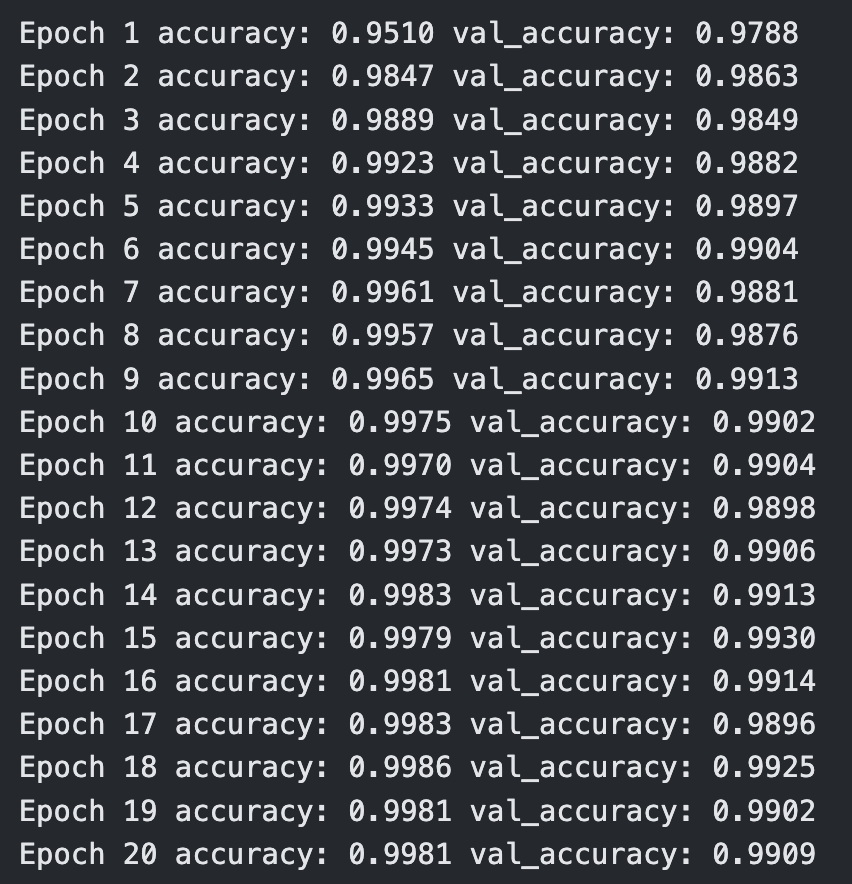 Epoch 1 accuracy: 0.9510 val_accuracy: 0.9788
Epoch 2 accuracy: 0.9847 val_accuracy: 0.9863
Epoch 3 accuracy: 0.9889 val_accuracy: 0.9849
Epoch 4 accuracy: 0.9923 val_accuracy: 0.9882
Epoch 5 accuracy: 0.9933 val_accuracy: 0.9897
Epoch 6 accuracy: 0.9945 val_accuracy: 0.9904
Epoch 7 accuracy: 0.9961 val_accuracy: 0.9881
Epoch 8 accuracy: 0.9957 val_accuracy: 0.9876
Epoch 9 accuracy: 0.9965 val_accuracy: 0.9913
Epoch 10 accuracy: 0.9975 val_accuracy: 0.9902
Epoch 11 accuracy: 0.9970 val_accuracy: 0.9904
Epoch 12 accuracy: 0.9974 val_accuracy: 0.9898
Epoch 13 accuracy: 0.9973 val_accuracy: 0.9906
Epoch 14 accuracy: 0.9983 val_accuracy: 0.9913
Epoch 15 accuracy: 0.9979 val_accuracy: 0.9930
Epoch 16 accuracy: 0.9981 val_accuracy: 0.9914
Epoch 17 accuracy: 0.9983 val_accuracy: 0.9896
Epoch 18 accuracy: 0.9986 val_accuracy: 0.9925
Epoch 19 accuracy: 0.9981 val_accuracy: 0.9902
Epoch 20 accuracy: 0.9981 val_accuracy: 0.9909